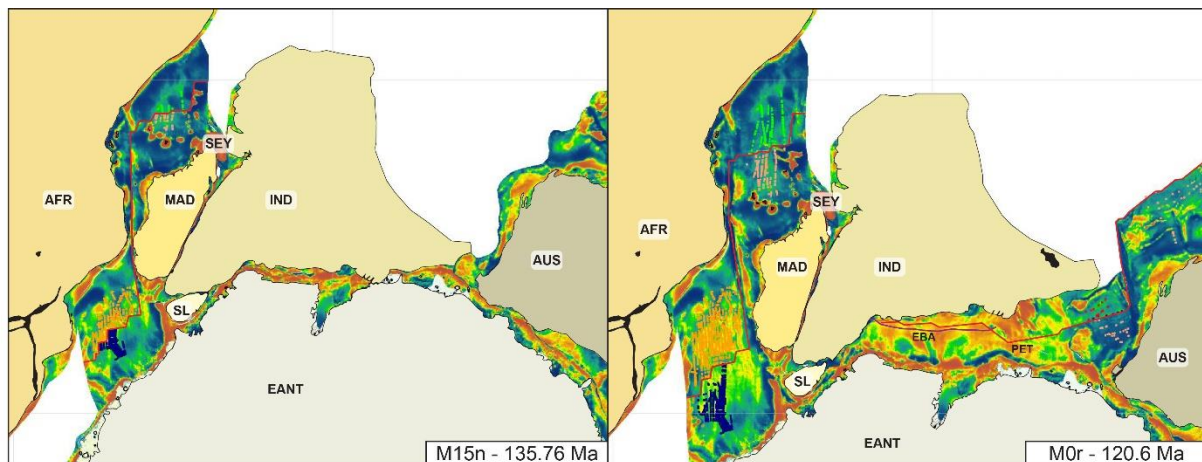 SEY
AFR
MAD
IND
AUS
SL
EANT
M15n - 135.76 Ma
SEY
AFR
MAD
IND
EBA
PET
AUS
SL
EANT
M0r - 120.6 Ma